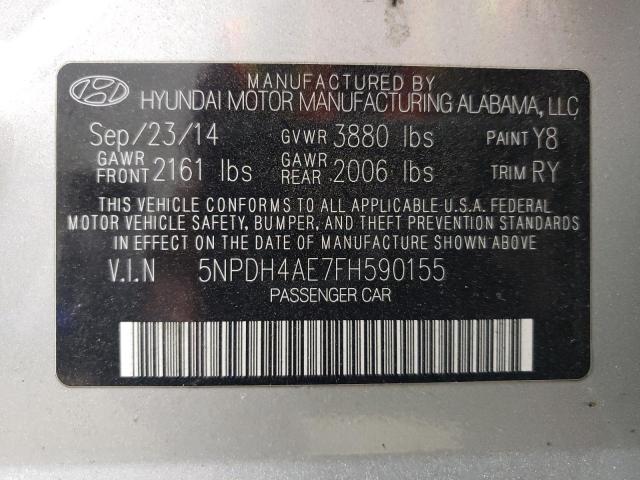 MANUFACTURED BY
HYUNDAI MOTOR MANUFACTURING ALABAMA, LLC
Sep/23/14 GVWR 3880 lbs PAINT Y8
GAWR FRONT 2161 lbs GAWR REAR 2006 lbs TRIM RY
THIS VEHICLE CONFORMS TO ALL APPLICABLE U.S.A. FEDERAL
MOTOR VEHICLE SAFETY, BUMPER, AND THEFT PREVENTION STANDARDS
IN EFFECT ON THE DATE OF MANUFACTURE SHOWN ABOVE.
V.I.N 5NPDH4AE7FH590155
PASSENGER CAR